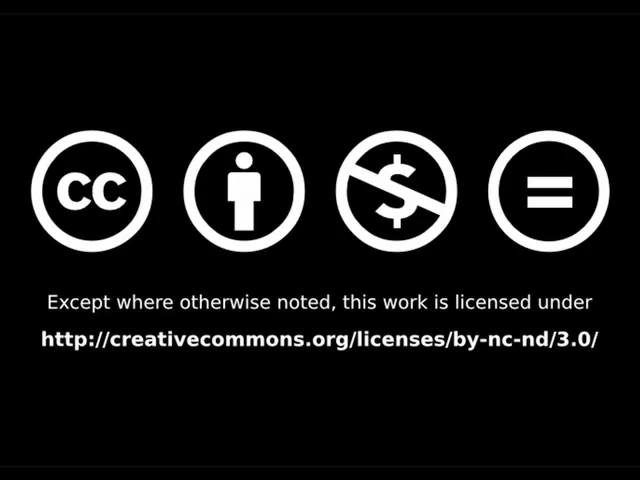 cc
$
=
Except where otherwise noted, this work is licensed under
http://creativecommons.org/licenses/by-nc-nd/3.0/